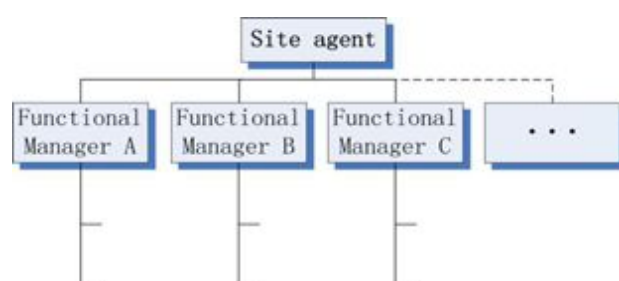 Site agent
Functional
Manager A
Functional
Manager B
Functional
Manager C
...